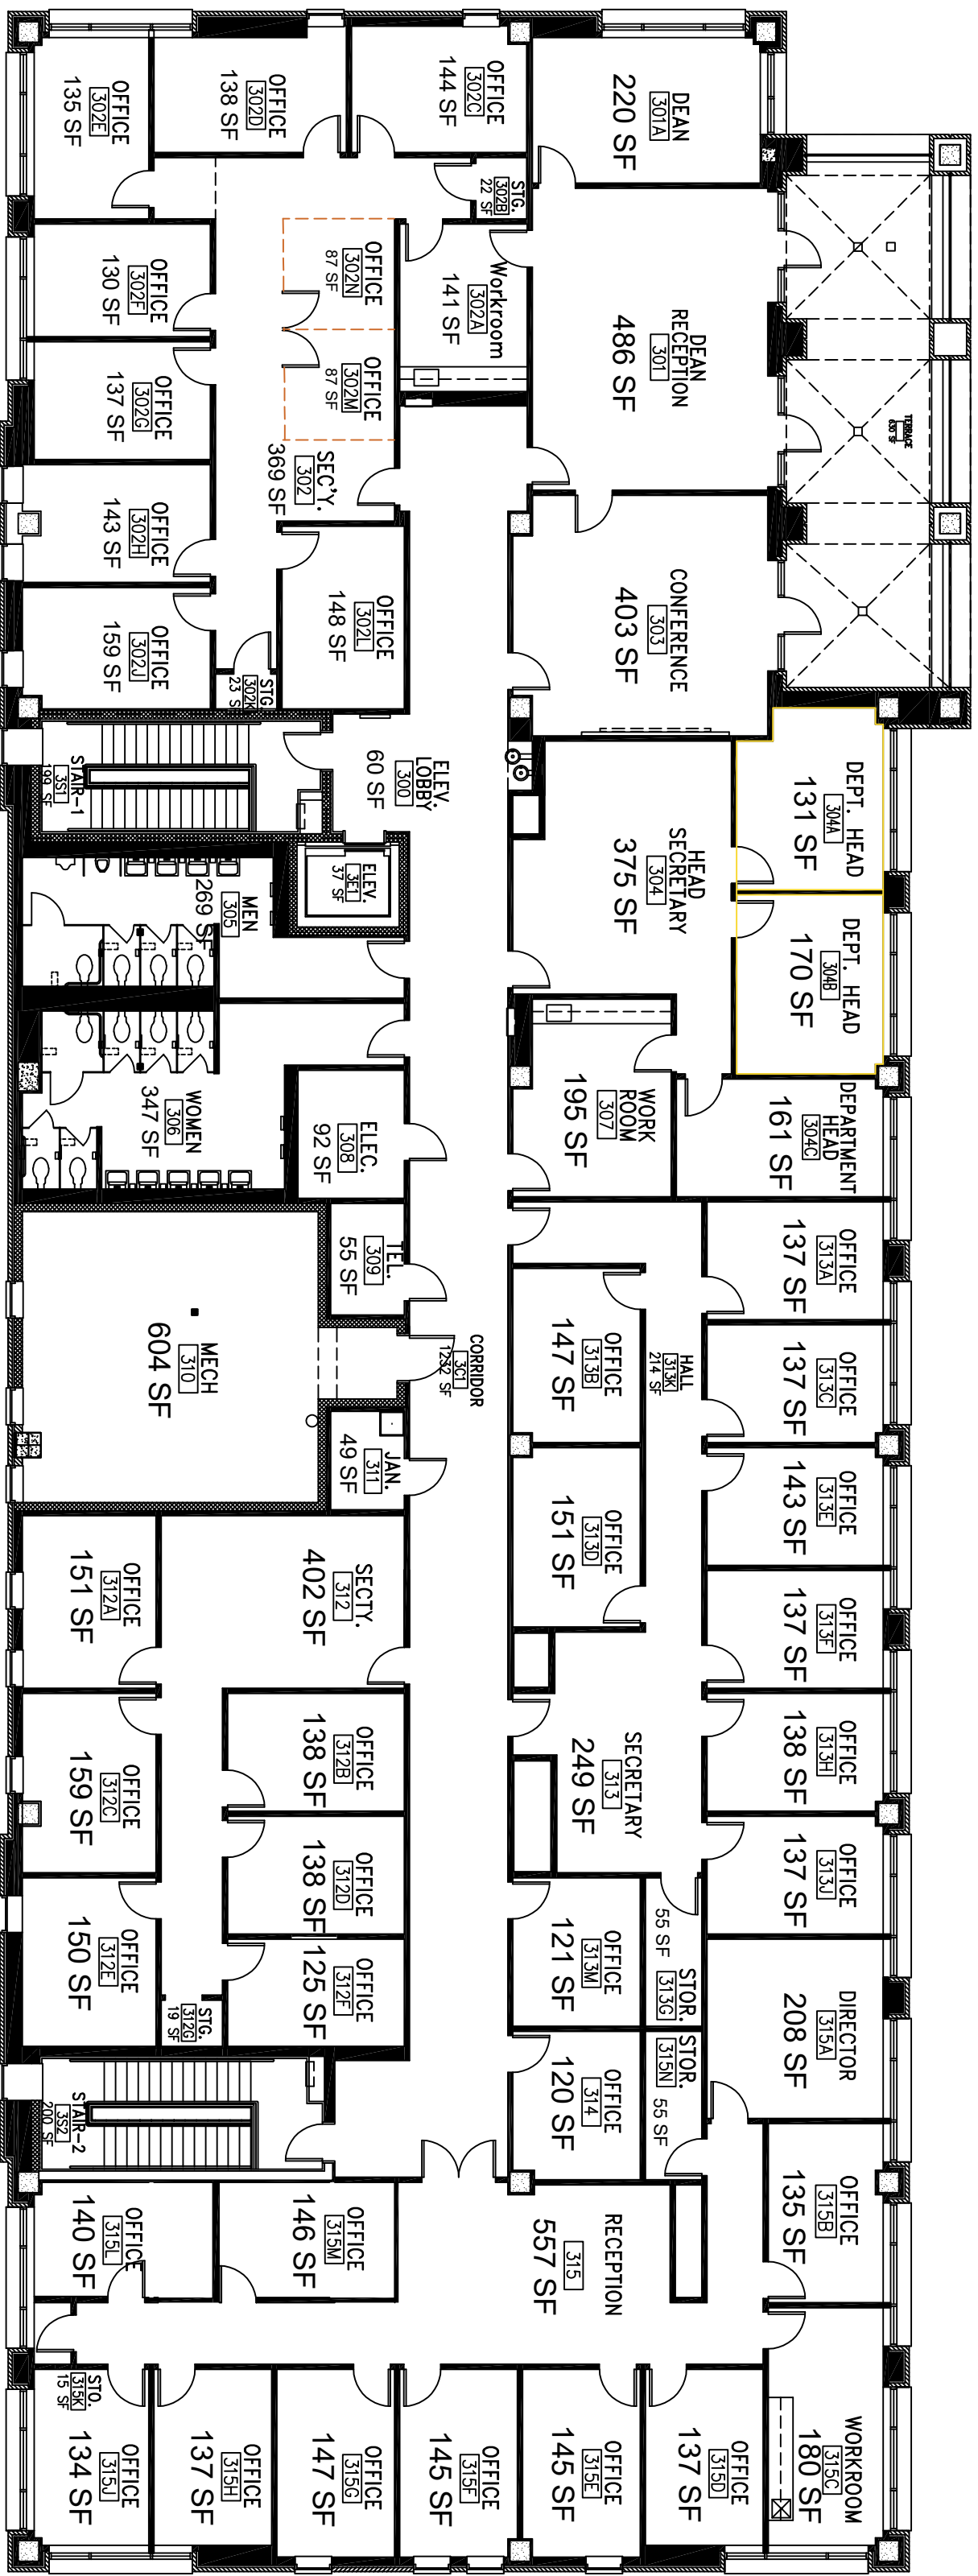 DEAN
301A
220 SF
OFFICE
302C
144 SF
OFFICE
302D
138 SF
OFFICE
302E
135 SF
STG.
302B
22 SF
Workroom
302A
141 SF
DEAN
RECEPTION
301
486 SF
TERRACE
OFFICE
302N
87 SF
OFFICE
302M
87 SF
OFFICE
302F
130 SF
OFFICE
302G
137 SF
SEC'Y.
302
369 SF
OFFICE
302H
143 SF
OFFICE
302J
159 SF
OFFICE
302L
148 SF
STG
302K
23 S
CONFERENCE
303
403 SF
ELEV.
LOBBY
300
60 SF
STAIR-1
3S1
199 SF
ELEV.
3E1
37 SF
MEN
305
269 SF
HEAD
SECRETARY
304
375 SF
DEPT. HEAD
304A
131 SF
DEPT. HEAD
304B
170 SF
DEPARTMENT
HEAD
304C
161 SF
WORK
ROOM
307
195 SF
WOMEN
306
347 SF
ELEC.
308
92 SF
TEL.
309
55 SF
MECH
310
604 SF
CORRIDOR
3C1
1232 SF
JAN.
311
49 SF
HALL
313K
214 SF
OFFICE
313A
137 SF
OFFICE
313B
147 SF
OFFICE
313C
137 SF
OFFICE
313D
151 SF
OFFICE
313E
143 SF
OFFICE
313F
137 SF
OFFICE
313H
138 SF
OFFICE
313J
137 SF
SECRETARY
313
249 SF
SECTY.
312
402 SF
OFFICE
312A
151 SF
OFFICE
312B
138 SF
OFFICE
312C
159 SF
OFFICE
312D
138 SF
OFFICE
312E
150 SF
OFFICE
312F
125 SF
STG.
312G
19 SF
OFFICE
313M
121 SF
STOR.
313G
55 SF
OFFICE
314
120 SF
STOR.
315N
55 SF
DIRECTOR
315A
208 SF
STAIR-2
3S2
200 SF
OFFICE
315B
135 SF
RECEPTION
315
557 SF
OFFICE
315M
146 SF
OFFICE
315L
140 SF
WORKROOM
315C
180 SF
OFFICE
315D
137 SF
OFFICE
315E
145 SF
OFFICE
315F
145 SF
OFFICE
315G
147 SF
OFFICE
315H
137 SF
OFFICE
315J
134 SF
STO.
315K
15 SF